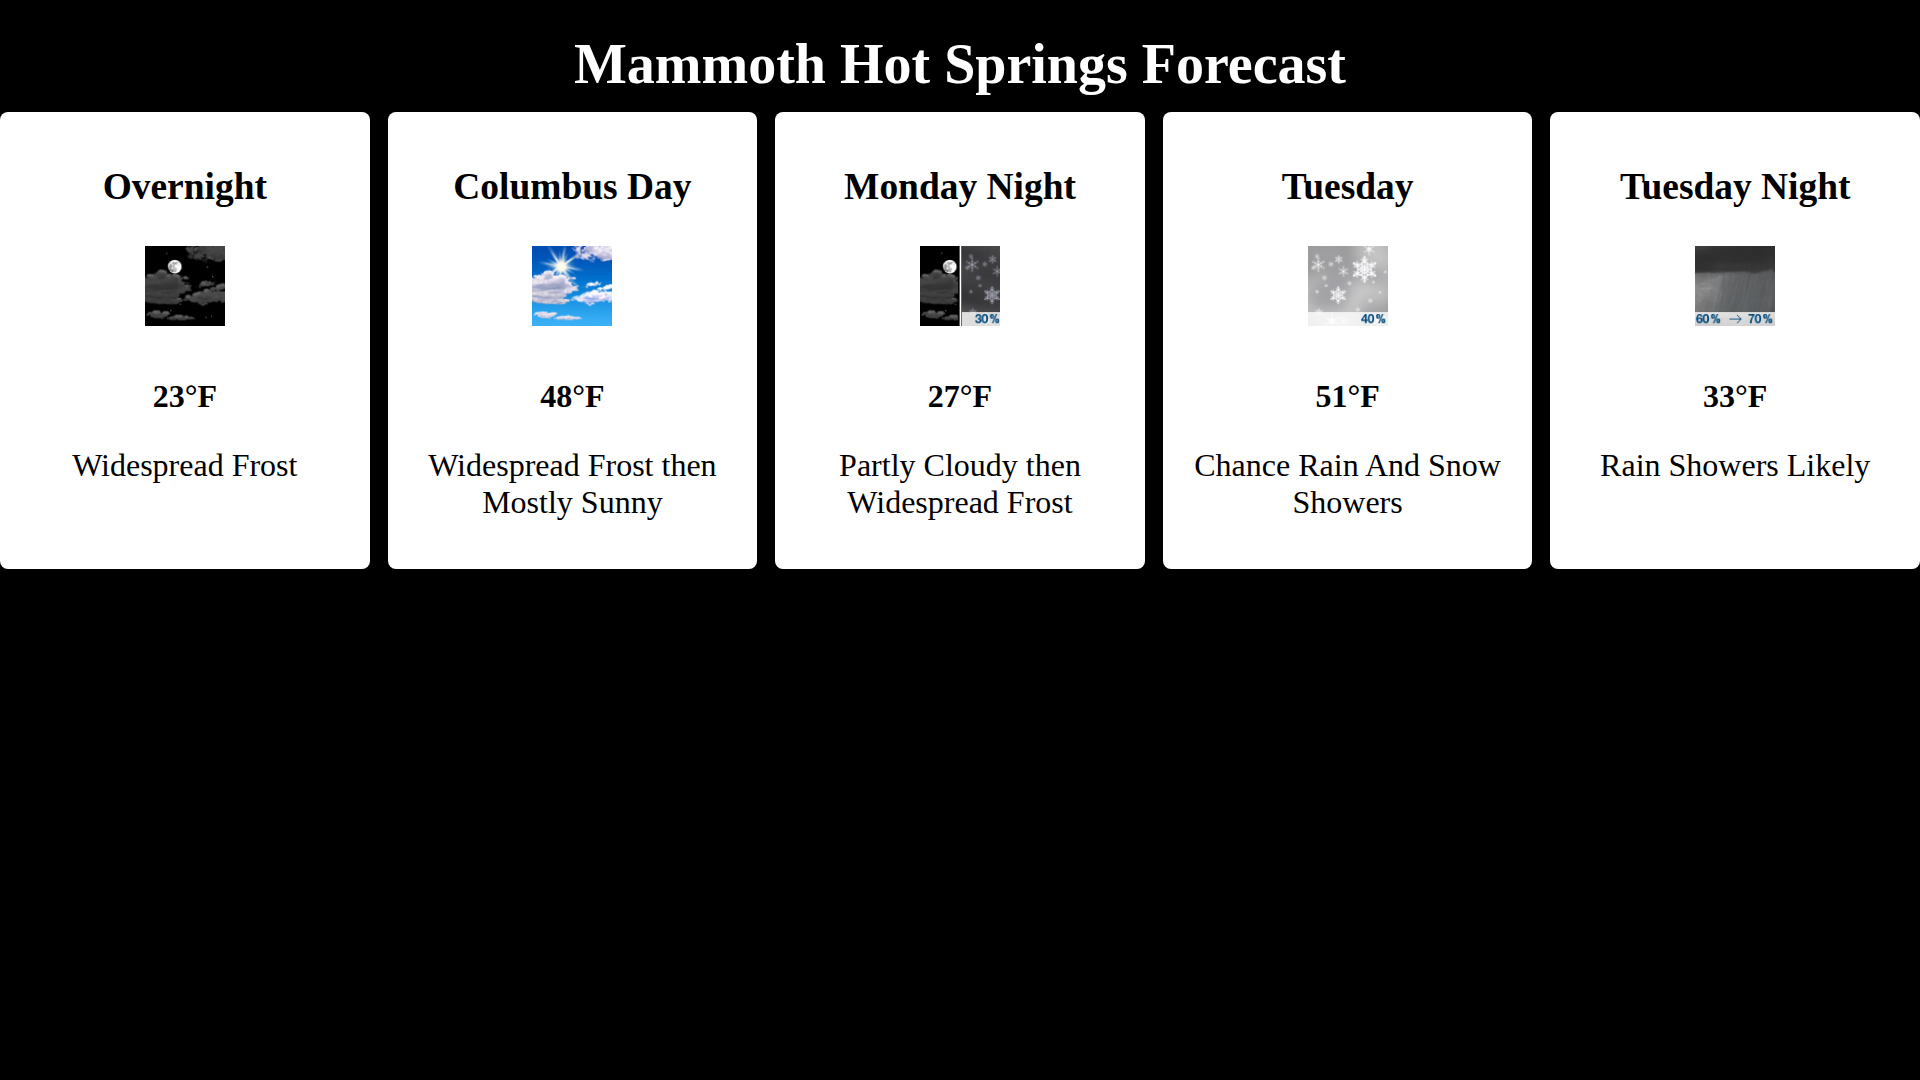 Mammoth Hot Springs Forecast
Overnight
23°F
Widespread Frost
Columbus Day
48°F
Widespread Frost then
Mostly Sunny
Monday Night
30%
27°F
Partly Cloudy then
Widespread Frost
Tuesday
40%
51°F
Chance Rain And Snow
Showers
Tuesday Night
60% → 70%
33°F
Rain Showers Likely